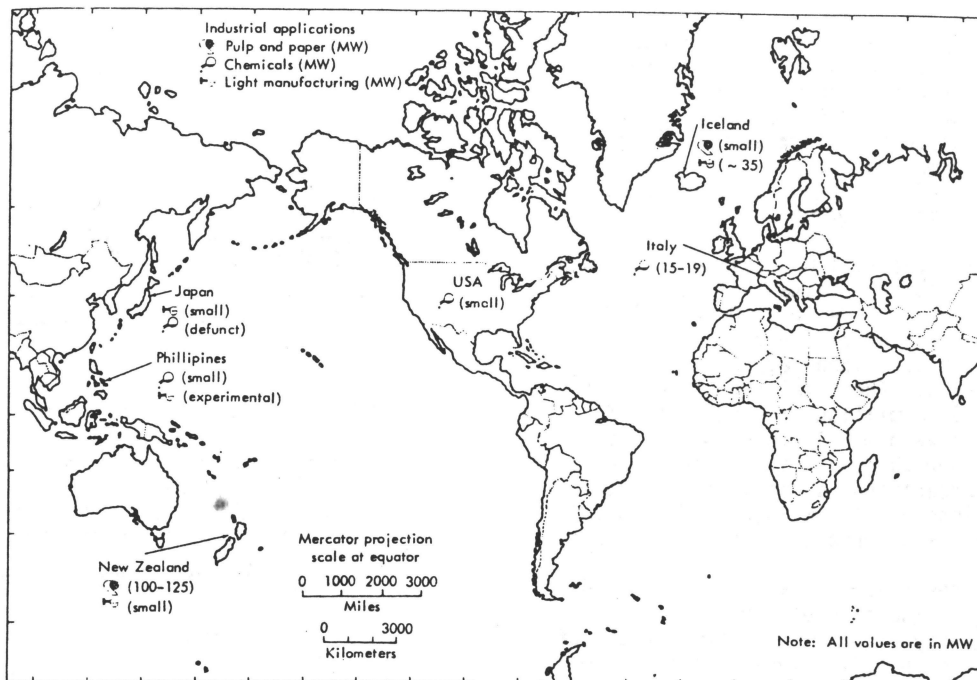 Industrial applications
Pulp and paper (MW)
Chemicals (MW)
Light manufacturing (MW)
Iceland
(small)
(~ 35)
Italy
(15-19)
USA
(small)
Japan
(small)
(defunct)
Phillipines
(small)
(experimental)
New Zealand
(100-125)
(small)
Mercator projection
scale at equator
0 1000 2000 3000
Miles
0 3000
Kilometers
Note: All values are in MW